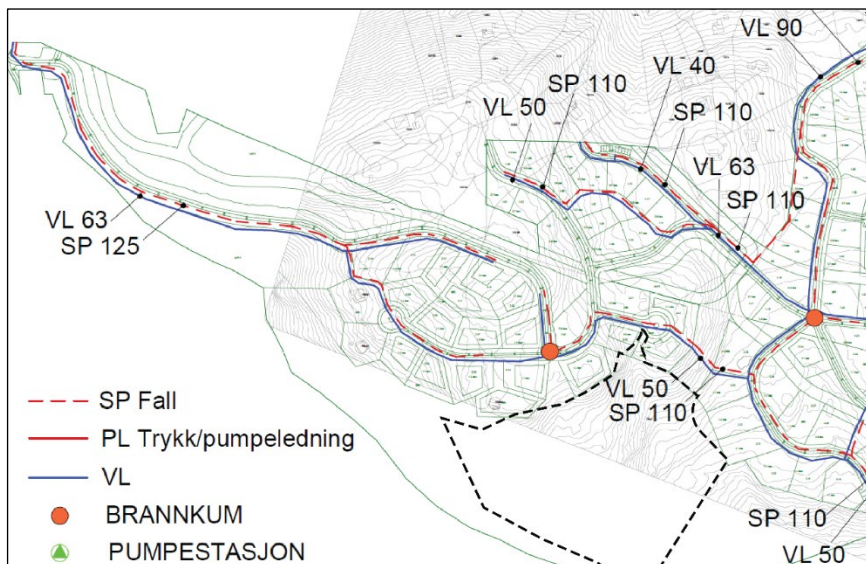 VL 90
SP 110
VL 40
VL 50
SP 110
VL 63
SP 110
VL 63
SP 125
VL 50
SP 110
SP Fall
PL Trykk/pumpeledning
VL
BRANNKUM
PUMPESTASJON
SP 110
VL 50